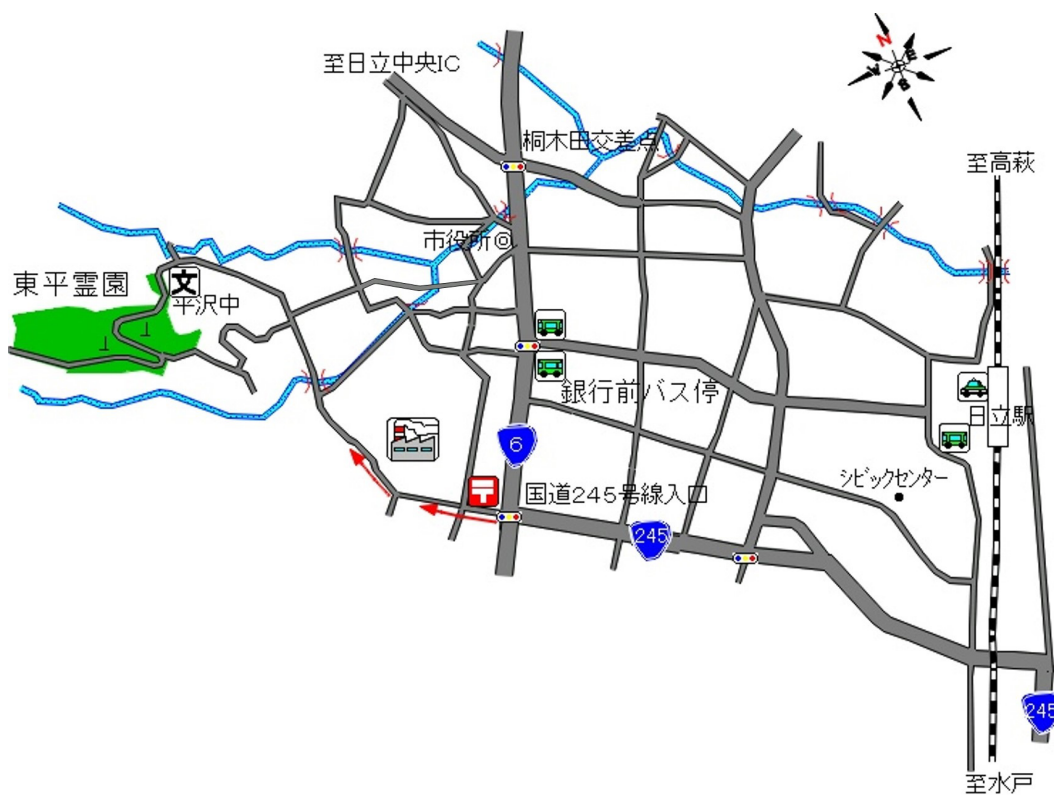 至日立中央IC
N
E
W
S
桐木田交差点
至高萩
市役所◎
東平霊園
文
平沢中
銀行前バス停
日立駅
6
シビックセンター
国道245号線入口
245
245
至水戸